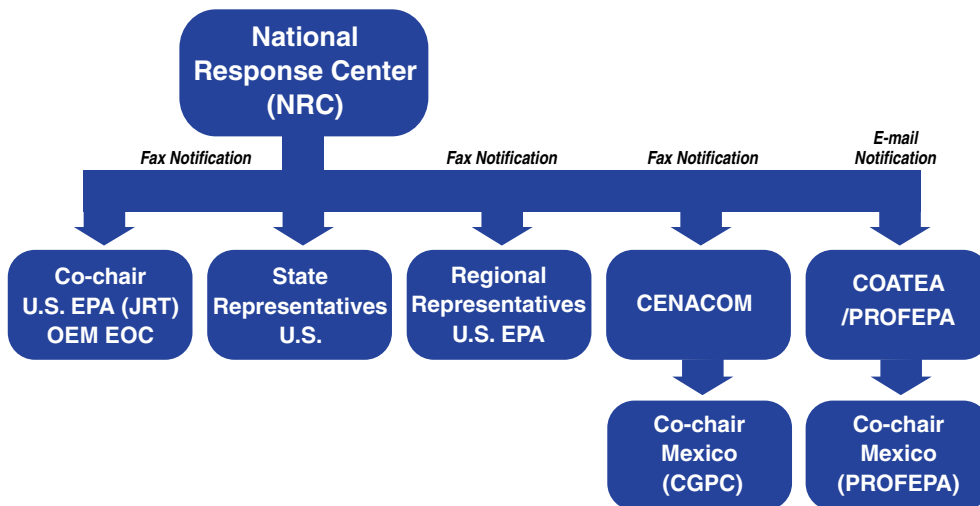 National
Response Center
(NRC)
Fax Notification
Fax Notification
Fax Notification
E-mail
Notification
Co-chair
U.S. EPA (JRT)
OEM EOC
State
Representatives
U.S.
Regional
Representatives
U.S. EPA
CENACOM
COATEA
/PROFEPA
Co-chair
Mexico
(CGPC)
Co-chair
Mexico
(PROFEPA)